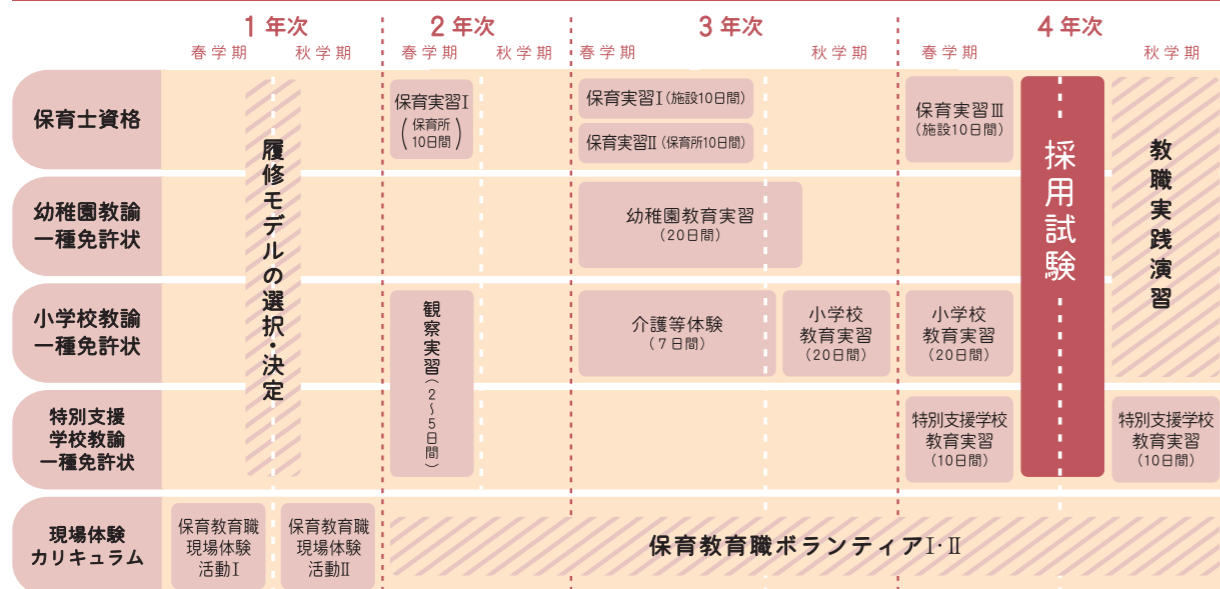 1 年次
2 年次
3 年次
4 年次
春学期
秋学期
春学期
秋学期
春学期
秋学期
春学期
秋学期
保育士資格
保育実習Ⅰ
(保育所
10日間)
保育実習Ⅰ(施設10日間)
保育実習Ⅱ(保育所10日間)
保育実習Ⅲ
(施設10日間)
履修モデルの選択・決定
採用試験
教職実践演習
幼稚園教諭
一種免許状
幼稚園教育実習
(20日間)
小学校教諭
一種免許状
観察実習(2〜5日間)
介護等体験
(7日間)
小学校
教育実習
(20日間)
小学校
教育実習
(20日間)
特別支援
学校教諭
一種免許状
特別支援学校
教育実習
(10日間)
特別支援学校
教育実習
(10日間)
現場体験
カリキュラム
保育教育職
現場体験
活動Ⅰ
保育教育職
現場体験
活動Ⅱ
保育教育職ボランティアⅠ・Ⅱ